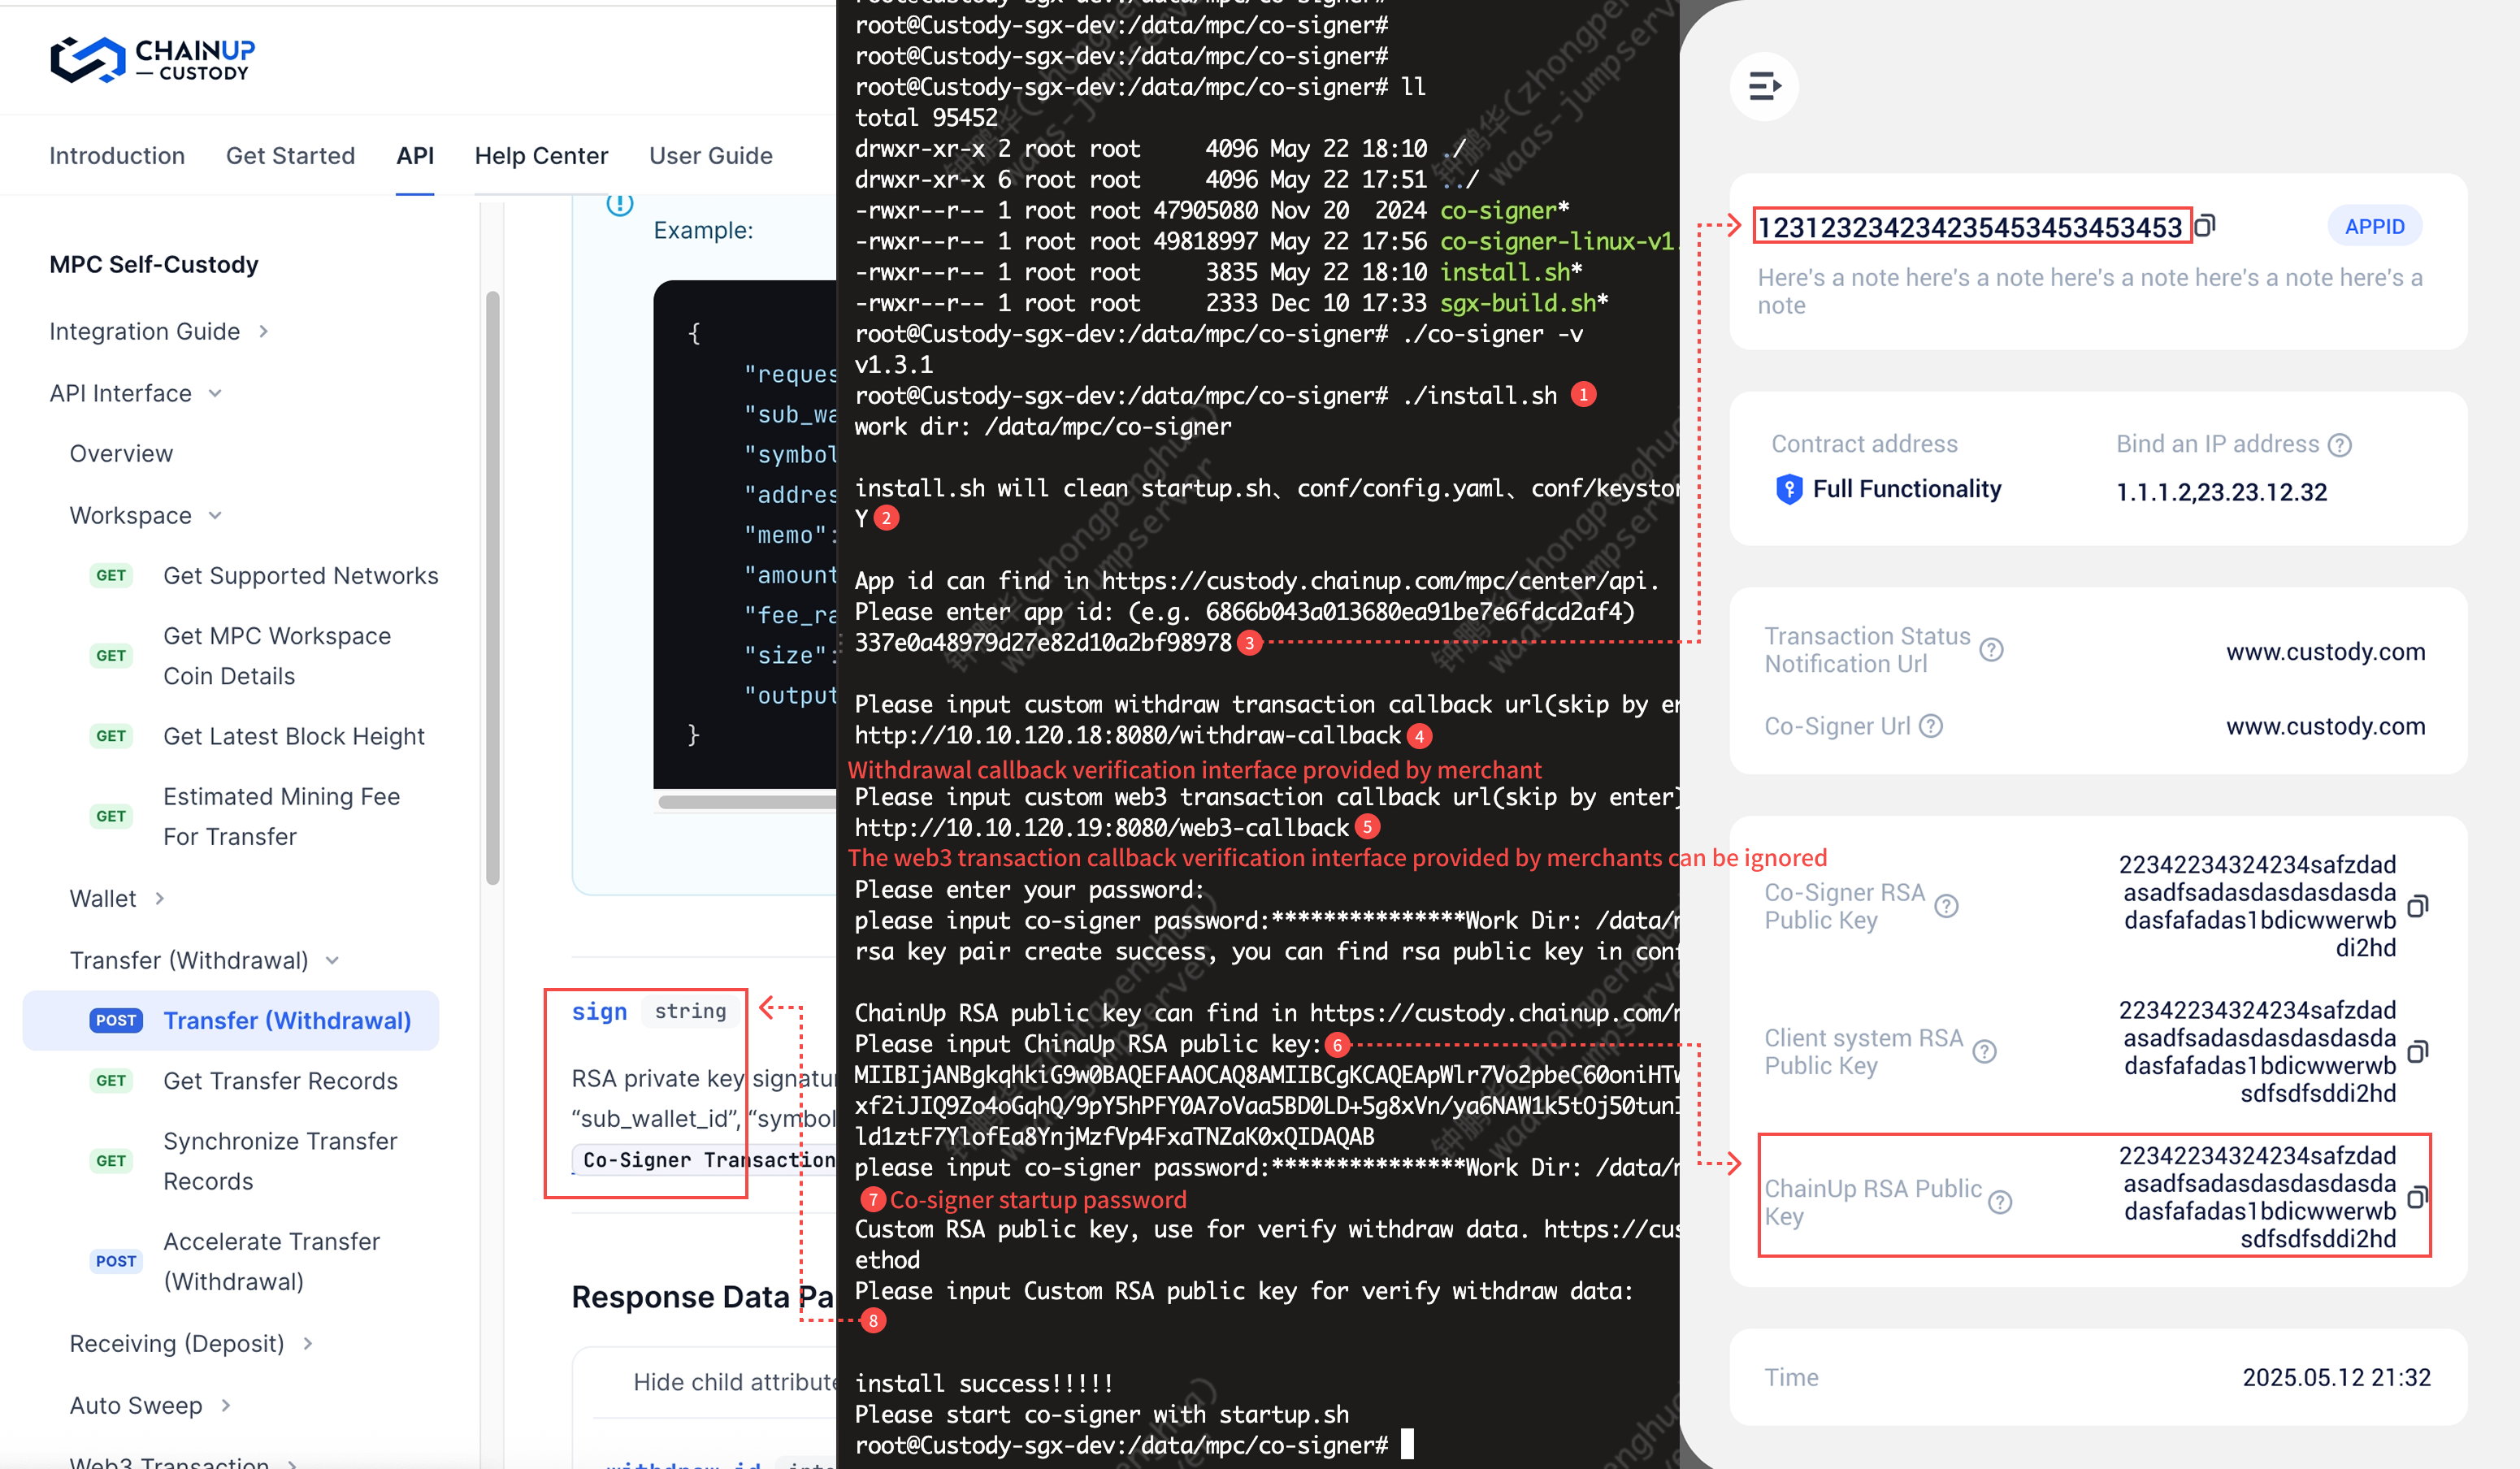 CHAINUP
CUSTODY
Introduction
Get Started
API
Help Center
User Guide
MPC Self-Custody
Integration Guide
API Interface
Overview
Workspace
GET Get Supported Networks
GET Get MPC Workspace
Coin Details
GET Get Latest Block Height
GET Estimated Mining Fee
For Transfer
Wallet
Transfer (Withdrawal)
POST Transfer (Withdrawal)
GET Get Transfer Records
GET Synchronize Transfer
Records
POST Accelerate Transfer
(Withdrawal)
Receiving (Deposit)
Auto Sweep
Web3 Transaction
Example:
{
"reques
"sub_wa
"symbol
"addres
"memo":
"amount
"fee_ra
"size":
"output
}
sign string
RSA private key signatur
“sub_wallet_id”, “symbol
Co-Signer Transaction
Response Data Pa
Hide child attribute
withdraw_id inte
root@Custody-sgx-dev:/data/mpc/co-signer#
root@Custody-sgx-dev:/data/mpc/co-signer#
root@Custody-sgx-dev:/data/mpc/co-signer#
root@Custody-sgx-dev:/data/mpc/co-signer# ll
total 95452
drwxr-xr-x 2 root root 4096 May 22 18:10 ./
drwxr-xr-x 6 root root 4096 May 22 17:51 ../
-rwxr--r-- 1 root root 47905080 Nov 20 2024 co-signer*
-rwxr--r-- 1 root root 49818997 May 22 17:56 co-signer-linux-v1.
-rwxr--r-- 1 root root 3835 May 22 18:10 install.sh*
-rwxr--r-- 1 root root 2333 Dec 10 17:33 sgx-build.sh*
root@Custody-sgx-dev:/data/mpc/co-signer# ./co-signer -v
v1.3.1
root@Custody-sgx-dev:/data/mpc/co-signer# ./install.sh 1
work dir: /data/mpc/co-signer
install.sh will clean startup.sh、conf/config.yaml、conf/keystor
Y 2
App id can find in https://custody.chainup.com/mpc/center/api.
Please enter app id: (e.g. 6866b043a013680ea91be7e6fdcd2af4)
337e0a48979d27e82d10a2bf98978 3
Please input custom withdraw transaction callback url(skip by en
http://10.10.120.18:8080/withdraw-callback 4
Withdrawal callback verification interface provided by merchant
Please input custom web3 transaction callback url(skip by enter)
http://10.10.120.19:8080/web3-callback 5
The web3 transaction callback verification interface provided by merchants can be ignored
Please enter your password:
please input co-signer password:***************Work Dir: /data/m
rsa key pair create success, you can find rsa public key in conf
ChainUp RSA public key can find in https://custody.chainup.com/m
Please input ChinaUp RSA public key: 6
MIIBIjANBgkqhkiG9w0BAQEFAAOCAQ8AMIIBCgKCAQEApWlr7Vo2pbeC60oniHTw
xf2iJIQ9Zo4oGqhQ/9pY5hPFY0A7oVaa5BD0LD+5g8xVn/ya6NAW1k5tOj50tunI
ld1ztF7YlofEa8YnjMzfVp4FxaTNZaK0xQIDAQAB
please input co-signer password:***************Work Dir: /data/m
7 Co-signer startup password
Custom RSA public key, use for verify withdraw data. https://cus
ethod
Please input Custom RSA public key for verify withdraw data:
8
install success!!!!!
Please start co-signer with startup.sh
root@Custody-sgx-dev:/data/mpc/co-signer#
钟鹏华(zhongpenghua)
waas-jumpserver
123123234234235453453453453
APPID
Here's a note here's a note here's a note here's a note here's a
note
Contract address
Full Functionality
Bind an IP address
1.1.1.2,23.23.12.32
Transaction Status
Notification Url
www.custody.com
Co-Signer Url
www.custody.com
Co-Signer RSA
Public Key
22342234324234safzdad
asadfsadasdasdasdasda
dasfafadas1bdicwwerwb
di2hd
Client system RSA
Public Key
22342234324234safzdad
asadfsadasdasdasdasda
dasfafadas1bdicwwerwb
sdfsdfsddi2hd
ChainUp RSA Public
Key
22342234324234safzdad
asadfsadasdasdasdasda
dasfafadas1bdicwwerwb
sdfsdfsddi2hd
Time
2025.05.12 21:32